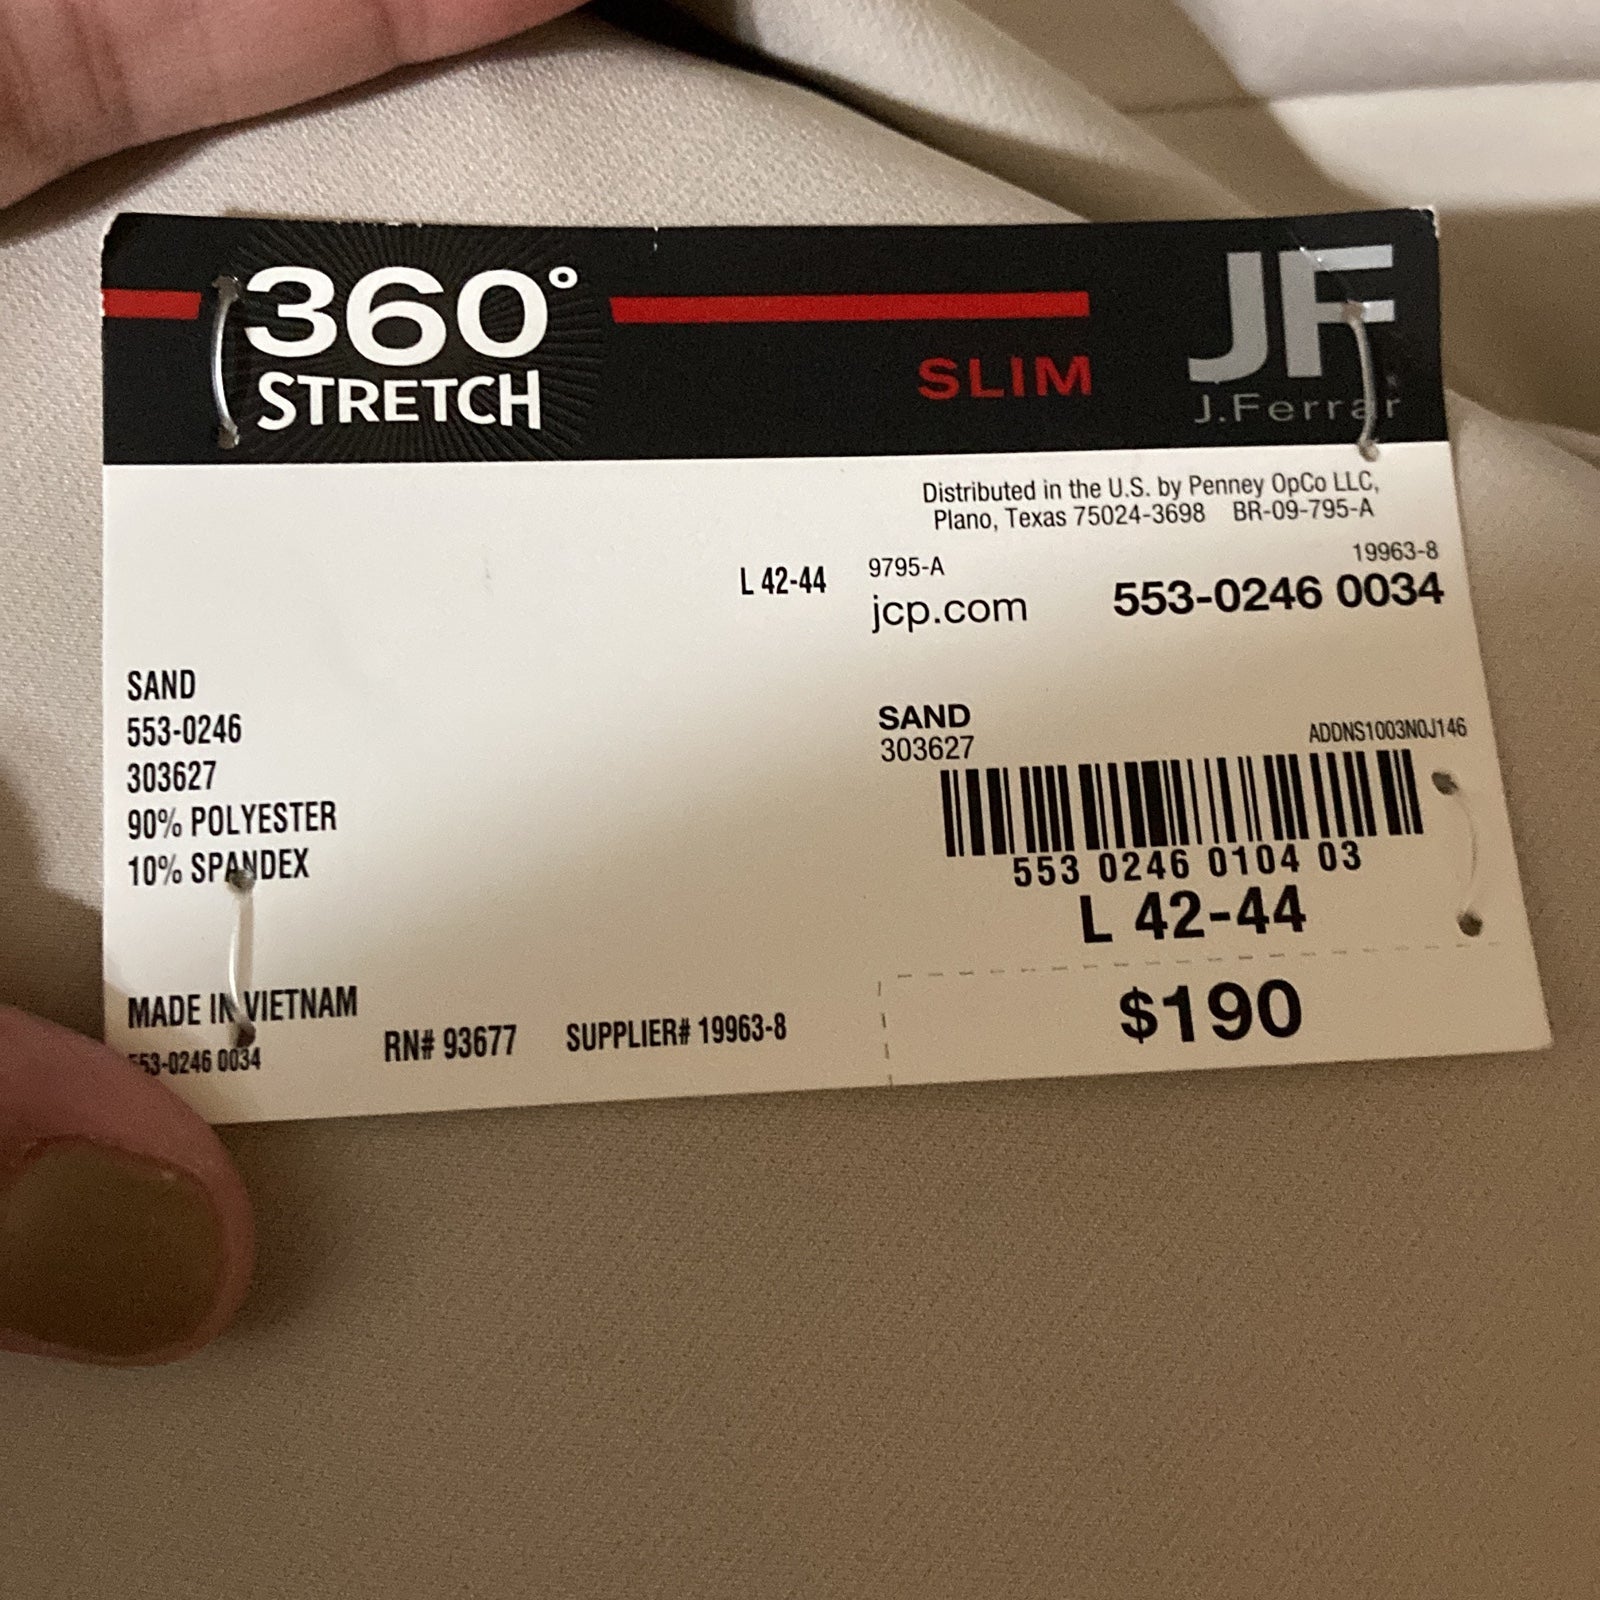 360°
STRETCH
SLIM
JF
J.Ferrar
Distributed in the U.S. by Penney OpCo LLC,
Plano, Texas 75024-3698 BR-09-795-A
L 42-44
9795-A
19963-8
jcp.com
553-0246 0034
SAND
553-0246
303627
90% POLYESTER
10% SPANDEX
SAND
303627
ADDNS1003N0J146
553 0246 0104 03
L 42-44
$190
MADE IN VIETNAM
553-0246 0034
RN# 93677
SUPPLIER# 19963-8